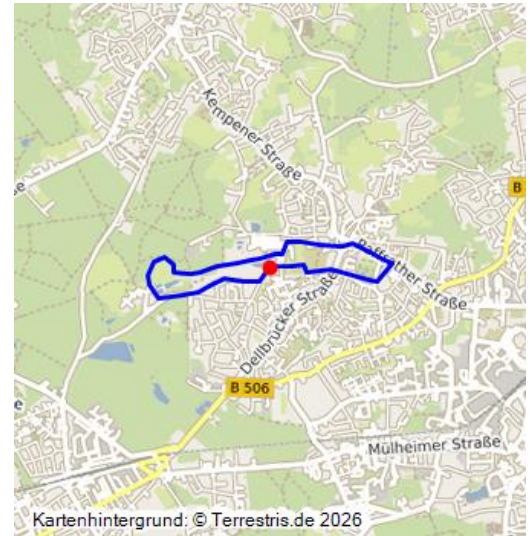 Kempener Straße
B
Paffrather Straße
Dellbrücker Straße
B 506
Mülheimer Straße
Kartenhintergrund: © Terrestris.de 2026